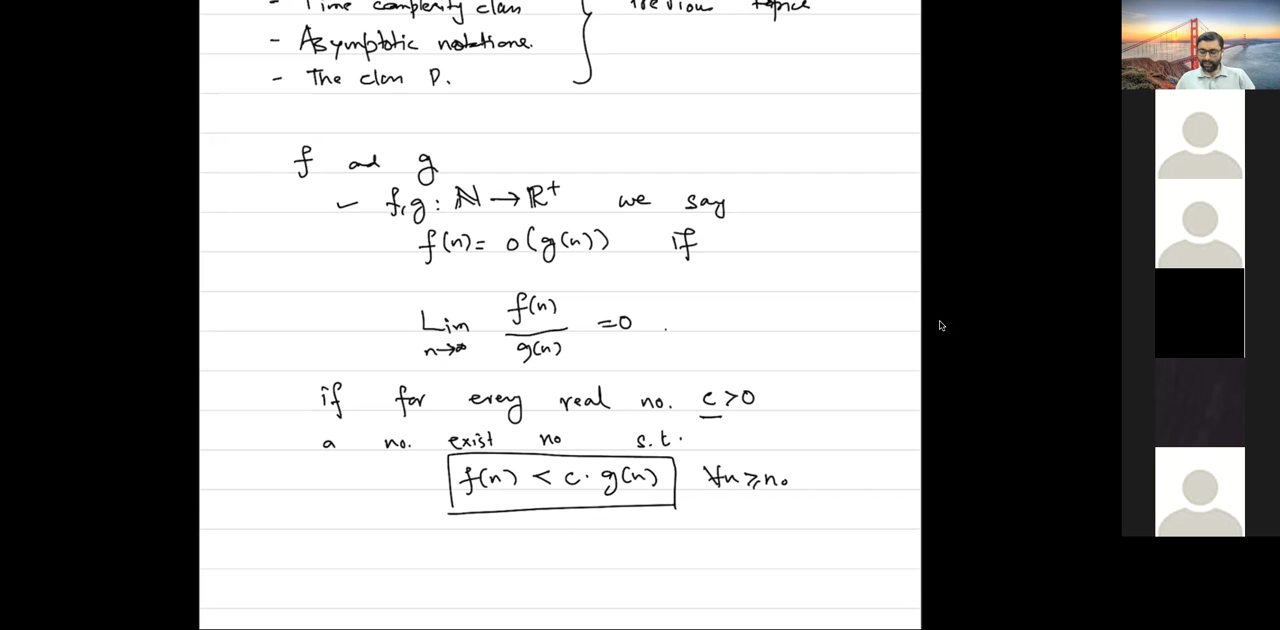 - Time complexity class
- Asymptotic notations.
- The class P.
f and g
f,g : ℕ → ℝ⁺ we say
f(n) = o(g(n)) if
Lim n→∞ f(n)/g(n) = 0 .
if for every real no. c > 0
a no. exist n₀ s.t.
f(n) < c · g(n) ∀n ≥ n₀